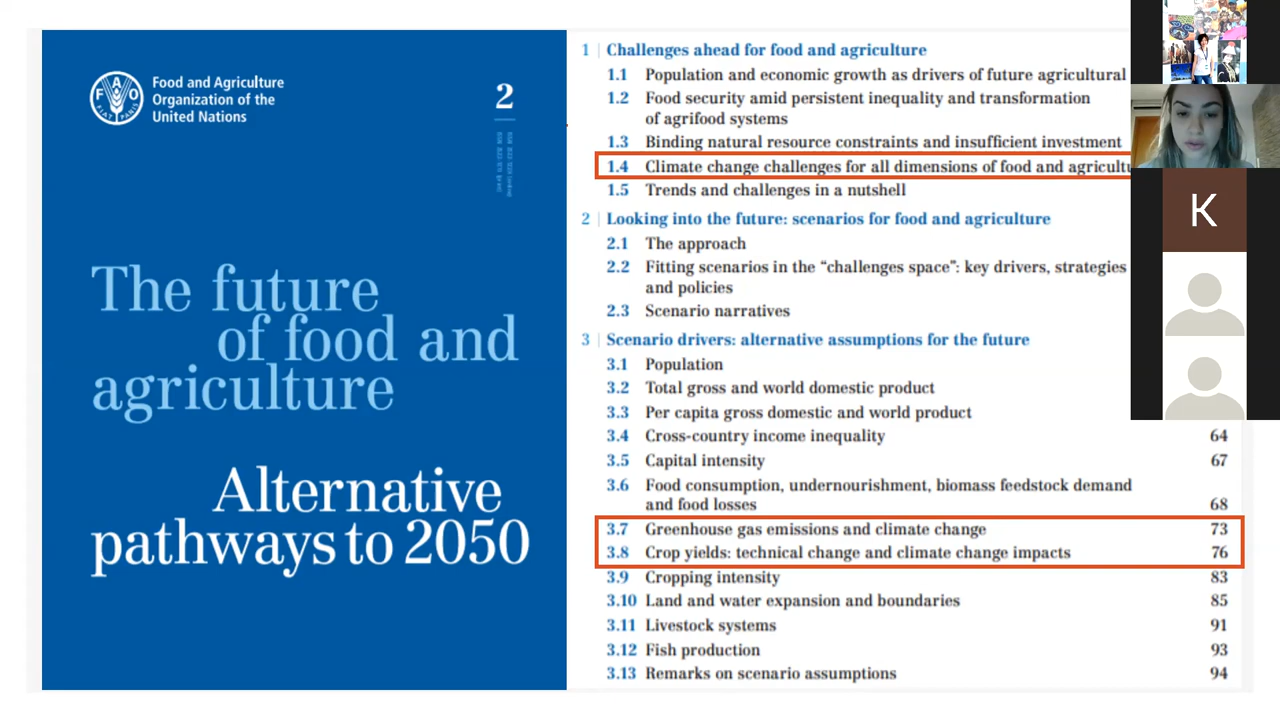 Food and Agriculture
Organization of the
United Nations
F A O
FIAT PANIS
2
The future
of food and
agriculture
Alternative
pathways to 2050
1 | Challenges ahead for food and agriculture
1.1 Population and economic growth as drivers of future agricultural
1.2 Food security amid persistent inequality and transformation
of agrifood systems
1.3 Binding natural resource constraints and insufficient investment
1.4 Climate change challenges for all dimensions of food and agricultu
1.5 Trends and challenges in a nutshell
2 | Looking into the future: scenarios for food and agriculture
2.1 The approach
2.2 Fitting scenarios in the “challenges space”: key drivers, strategies
and policies
2.3 Scenario narratives
3 | Scenario drivers: alternative assumptions for the future
3.1 Population
3.2 Total gross and world domestic product
3.3 Per capita gross domestic and world product
3.4 Cross-country income inequality 64
3.5 Capital intensity 67
3.6 Food consumption, undernourishment, biomass feedstock demand
and food losses 68
3.7 Greenhouse gas emissions and climate change 73
3.8 Crop yields: technical change and climate change impacts 76
3.9 Cropping intensity 83
3.10 Land and water expansion and boundaries 85
3.11 Livestock systems 91
3.12 Fish production 93
3.13 Remarks on scenario assumptions 94
K